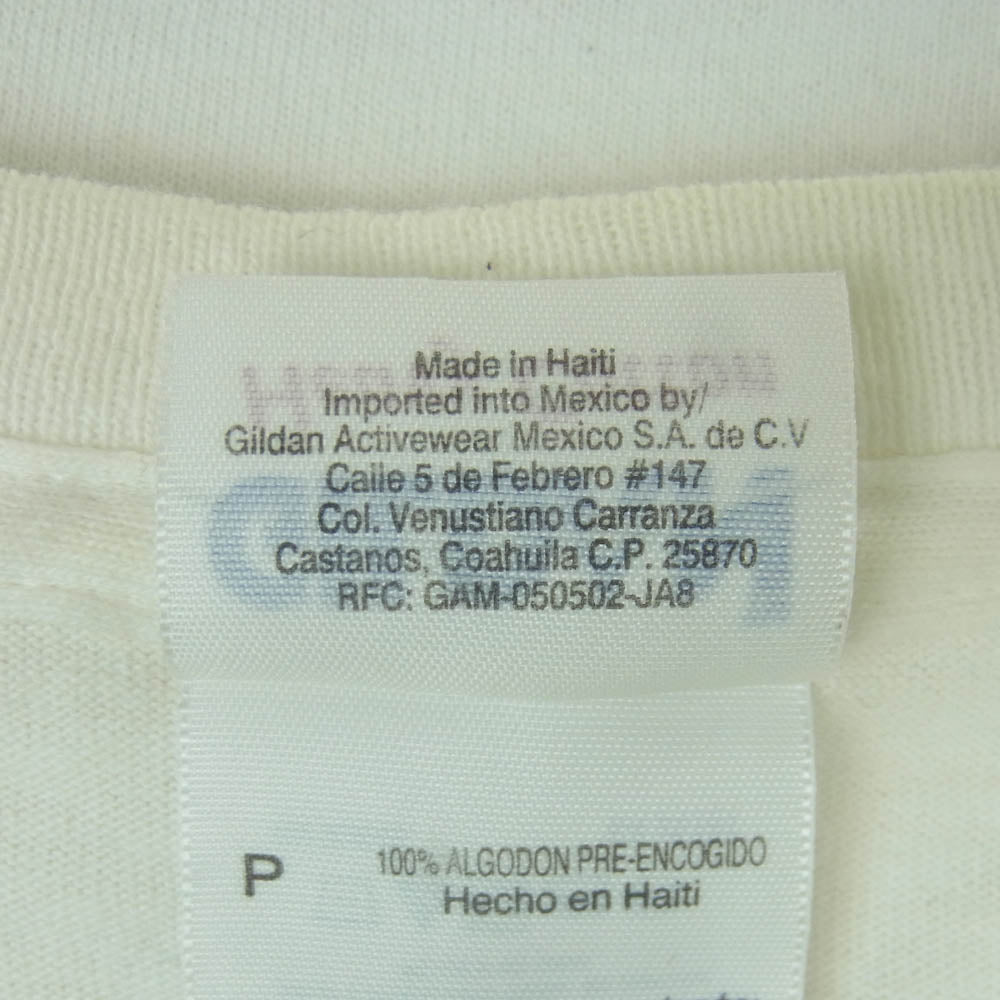 Made in Haiti
Imported into Mexico by/
Gildan Activewear Mexico S.A. de C.V
Calle 5 de Febrero #147
Col. Venustiano Carranza
Castanos, Coahuila C.P. 25870
RFC: GAM-050502-JA8
P 100% ALGODON PRE-ENCOGIDO
Hecho en Haiti